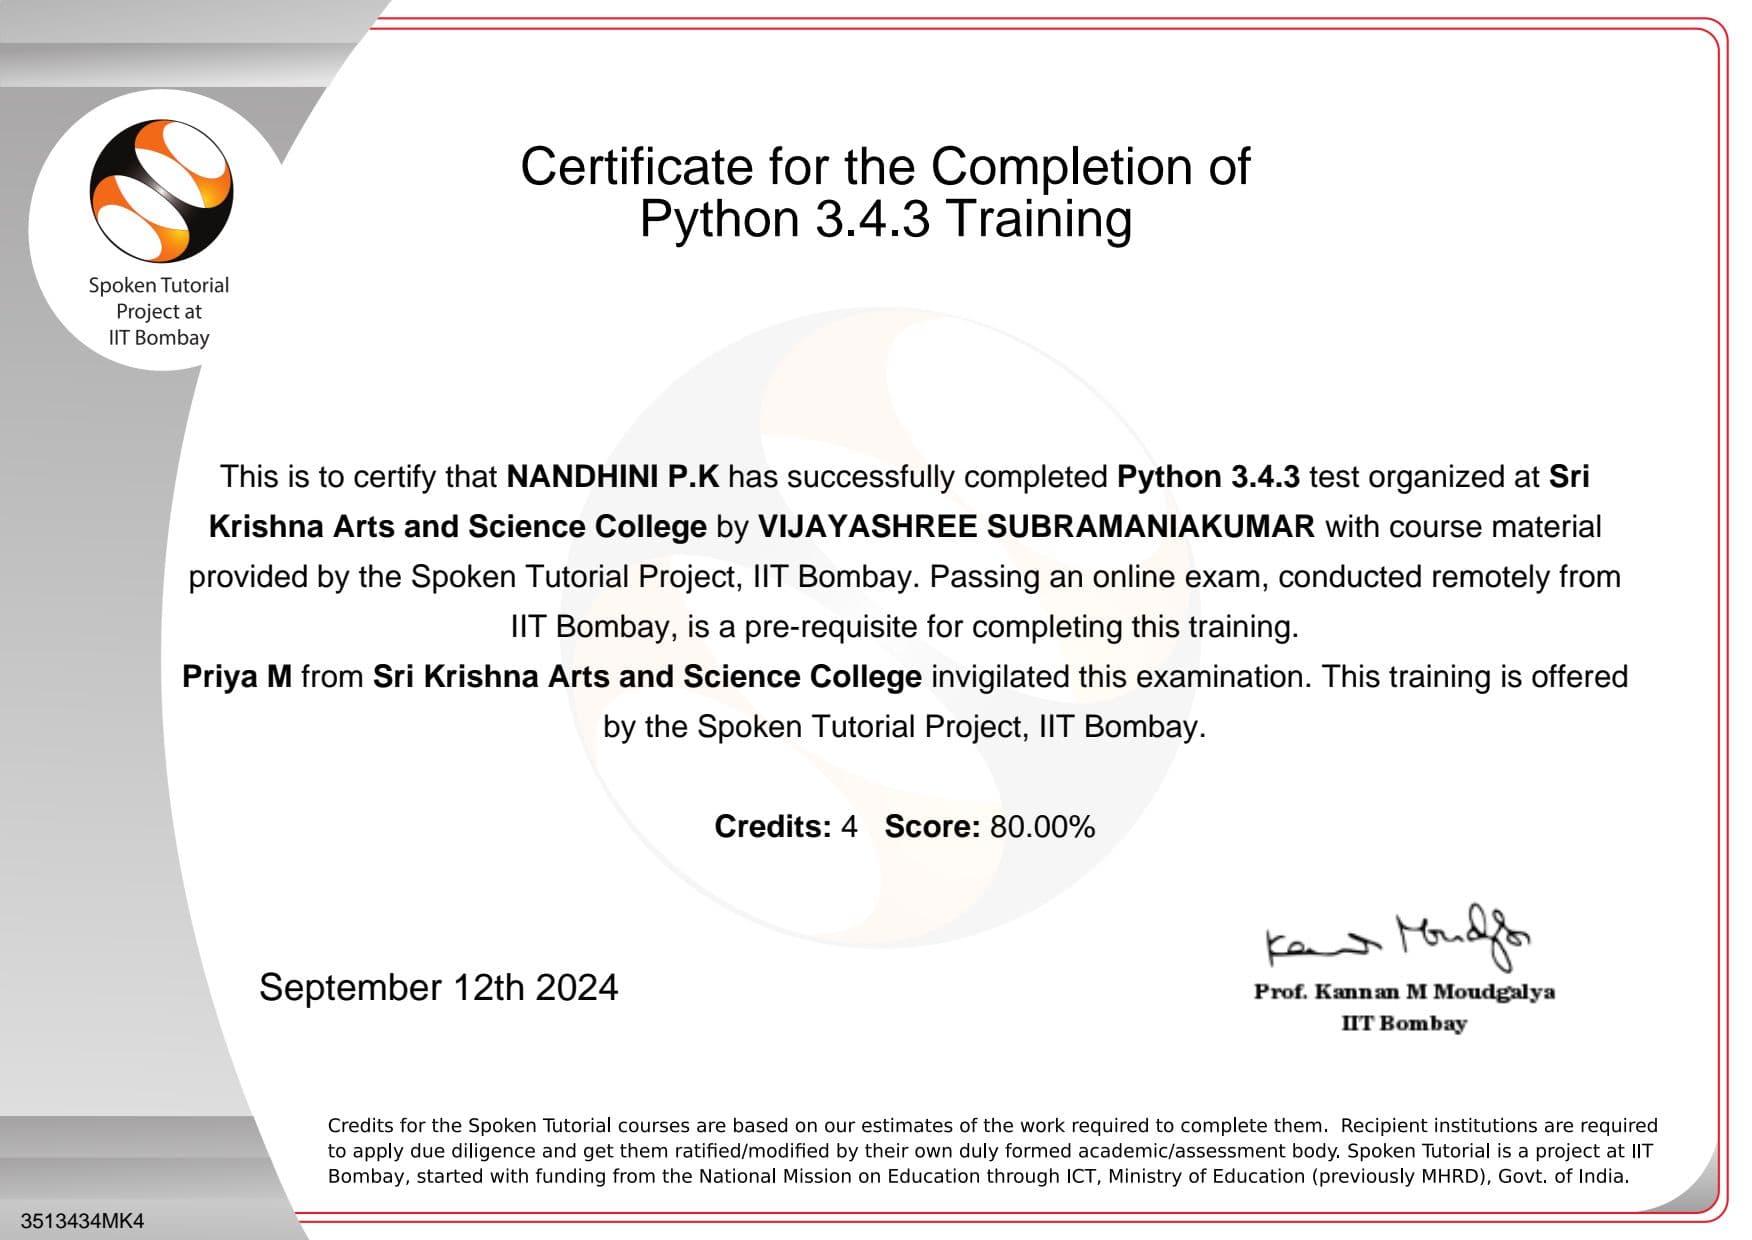 Certificate for the Completion of
Python 3.4.3 Training
Spoken Tutorial
Project at
IIT Bombay
This is to certify that NANDHINI P.K has successfully completed Python 3.4.3 test organized at Sri
Krishna Arts and Science College by VIJAYASHREE SUBRAMANIAKUMAR with course material
provided by the Spoken Tutorial Project, IIT Bombay. Passing an online exam, conducted remotely from
IIT Bombay, is a pre-requisite for completing this training.
Priya M from Sri Krishna Arts and Science College invigilated this examination. This training is offered
by the Spoken Tutorial Project, IIT Bombay.
Credits: 4 Score: 80.00%
September 12th 2024
Kannan Moudgalya
Prof. Kannan M Moudgalya
IIT Bombay
Credits for the Spoken Tutorial courses are based on our estimates of the work required to complete them. Recipient institutions are required
to apply due diligence and get them ratified/modified by their own duly formed academic/assessment body. Spoken Tutorial is a project at IIT
Bombay, started with funding from the National Mission on Education through ICT, Ministry of Education (previously MHRD), Govt. of India.
3513434MK4